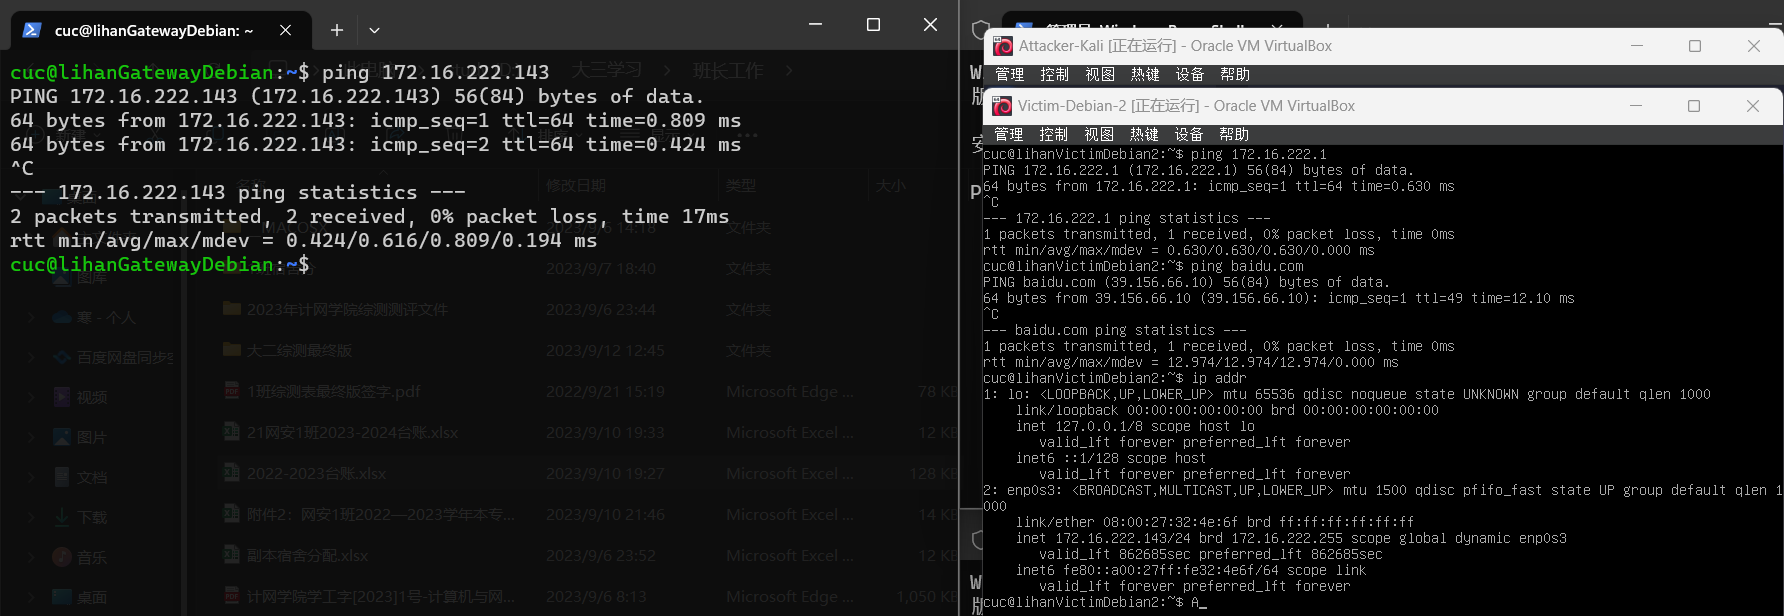 cuc@lihanGatewayDebian: ~
cuc@lihanGatewayDebian:~$ ping 172.16.222.143
PING 172.16.222.143 (172.16.222.143) 56(84) bytes of data.
64 bytes from 172.16.222.143: icmp_seq=1 ttl=64 time=0.809 ms
64 bytes from 172.16.222.143: icmp_seq=2 ttl=64 time=0.424 ms
^C
--- 172.16.222.143 ping statistics ---
2 packets transmitted, 2 received, 0% packet loss, time 17ms
rtt min/avg/max/mdev = 0.424/0.616/0.809/0.194 ms
cuc@lihanGatewayDebian:~$
大三学习 > 班长工作 >
修改日期 类型 大小
14:18 文件夹
2023/9/7 18:40 文件夹
图库
2023年计网学院综测测评文件 2023/9/6 23:44 文件夹
寒 - 个人
大二综测最终版 2023/9/12 12:45 文件夹
百度网盘同步空
1班综测表最终版签字.pdf 2022/9/21 15:19 Microsoft Edge ... 78 KB
视频
21网安1班2023-2024台账.xlsx 2023/9/10 19:33 Microsoft Excel ... 12 KB
图片
2022-2023台账.xlsx 2023/9/10 19:27 Microsoft Excel ... 128 KB
文档
附件2：网安1班2022—2023学年本专... 2023/9/10 21:46 Microsoft Excel ... 14 KB
下载
副本宿舍分配.xlsx 2023/9/6 23:52 Microsoft Excel ... 12 KB
音乐
计网学院学工字[2023]1号-计算机与网... 2023/9/6 8:13 Microsoft Edge ... 1,050 KB
桌面
Attacker-Kali [正在运行] - Oracle VM VirtualBox
管理 控制 视图 热键 设备 帮助
Victim-Debian-2 [正在运行] - Oracle VM VirtualBox
管理 控制 视图 热键 设备 帮助
cuc@lihanVictimDebian2:~$ ping 172.16.222.1
PING 172.16.222.1 (172.16.222.1) 56(84) bytes of data.
64 bytes from 172.16.222.1: icmp_seq=1 ttl=64 time=0.630 ms
^C
--- 172.16.222.1 ping statistics ---
1 packets transmitted, 1 received, 0% packet loss, time 0ms
rtt min/avg/max/mdev = 0.630/0.630/0.630/0.000 ms
cuc@lihanVictimDebian2:~$ ping baidu.com
PING baidu.com (39.156.66.10) 56(84) bytes of data.
64 bytes from 39.156.66.10 (39.156.66.10): icmp_seq=1 ttl=49 time=12.10 ms
^C
--- baidu.com ping statistics ---
1 packets transmitted, 1 received, 0% packet loss, time 0ms
rtt min/avg/max/mdev = 12.974/12.974/12.974/0.000 ms
cuc@lihanVictimDebian2:~$ ip addr
1: lo: <LOOPBACK,UP,LOWER_UP> mtu 65536 qdisc noqueue state UNKNOWN group default qlen 1000
link/loopback 00:00:00:00:00:00 brd 00:00:00:00:00:00
inet 127.0.0.1/8 scope host lo
valid_lft forever preferred_lft forever
inet6 ::1/128 scope host
valid_lft forever preferred_lft forever
2: enp0s3: <BROADCAST,MULTICAST,UP,LOWER_UP> mtu 1500 qdisc pfifo_fast state UP group default qlen 1
000
link/ether 08:00:27:32:4e:6f brd ff:ff:ff:ff:ff:ff
inet 172.16.222.143/24 brd 172.16.222.255 scope global dynamic enp0s3
valid_lft 862685sec preferred_lft 862685sec
inet6 fe80::a00:27ff:fe32:4e6f/64 scope link
valid_lft forever preferred_lft forever
cuc@lihanVictimDebian2:~$ A_